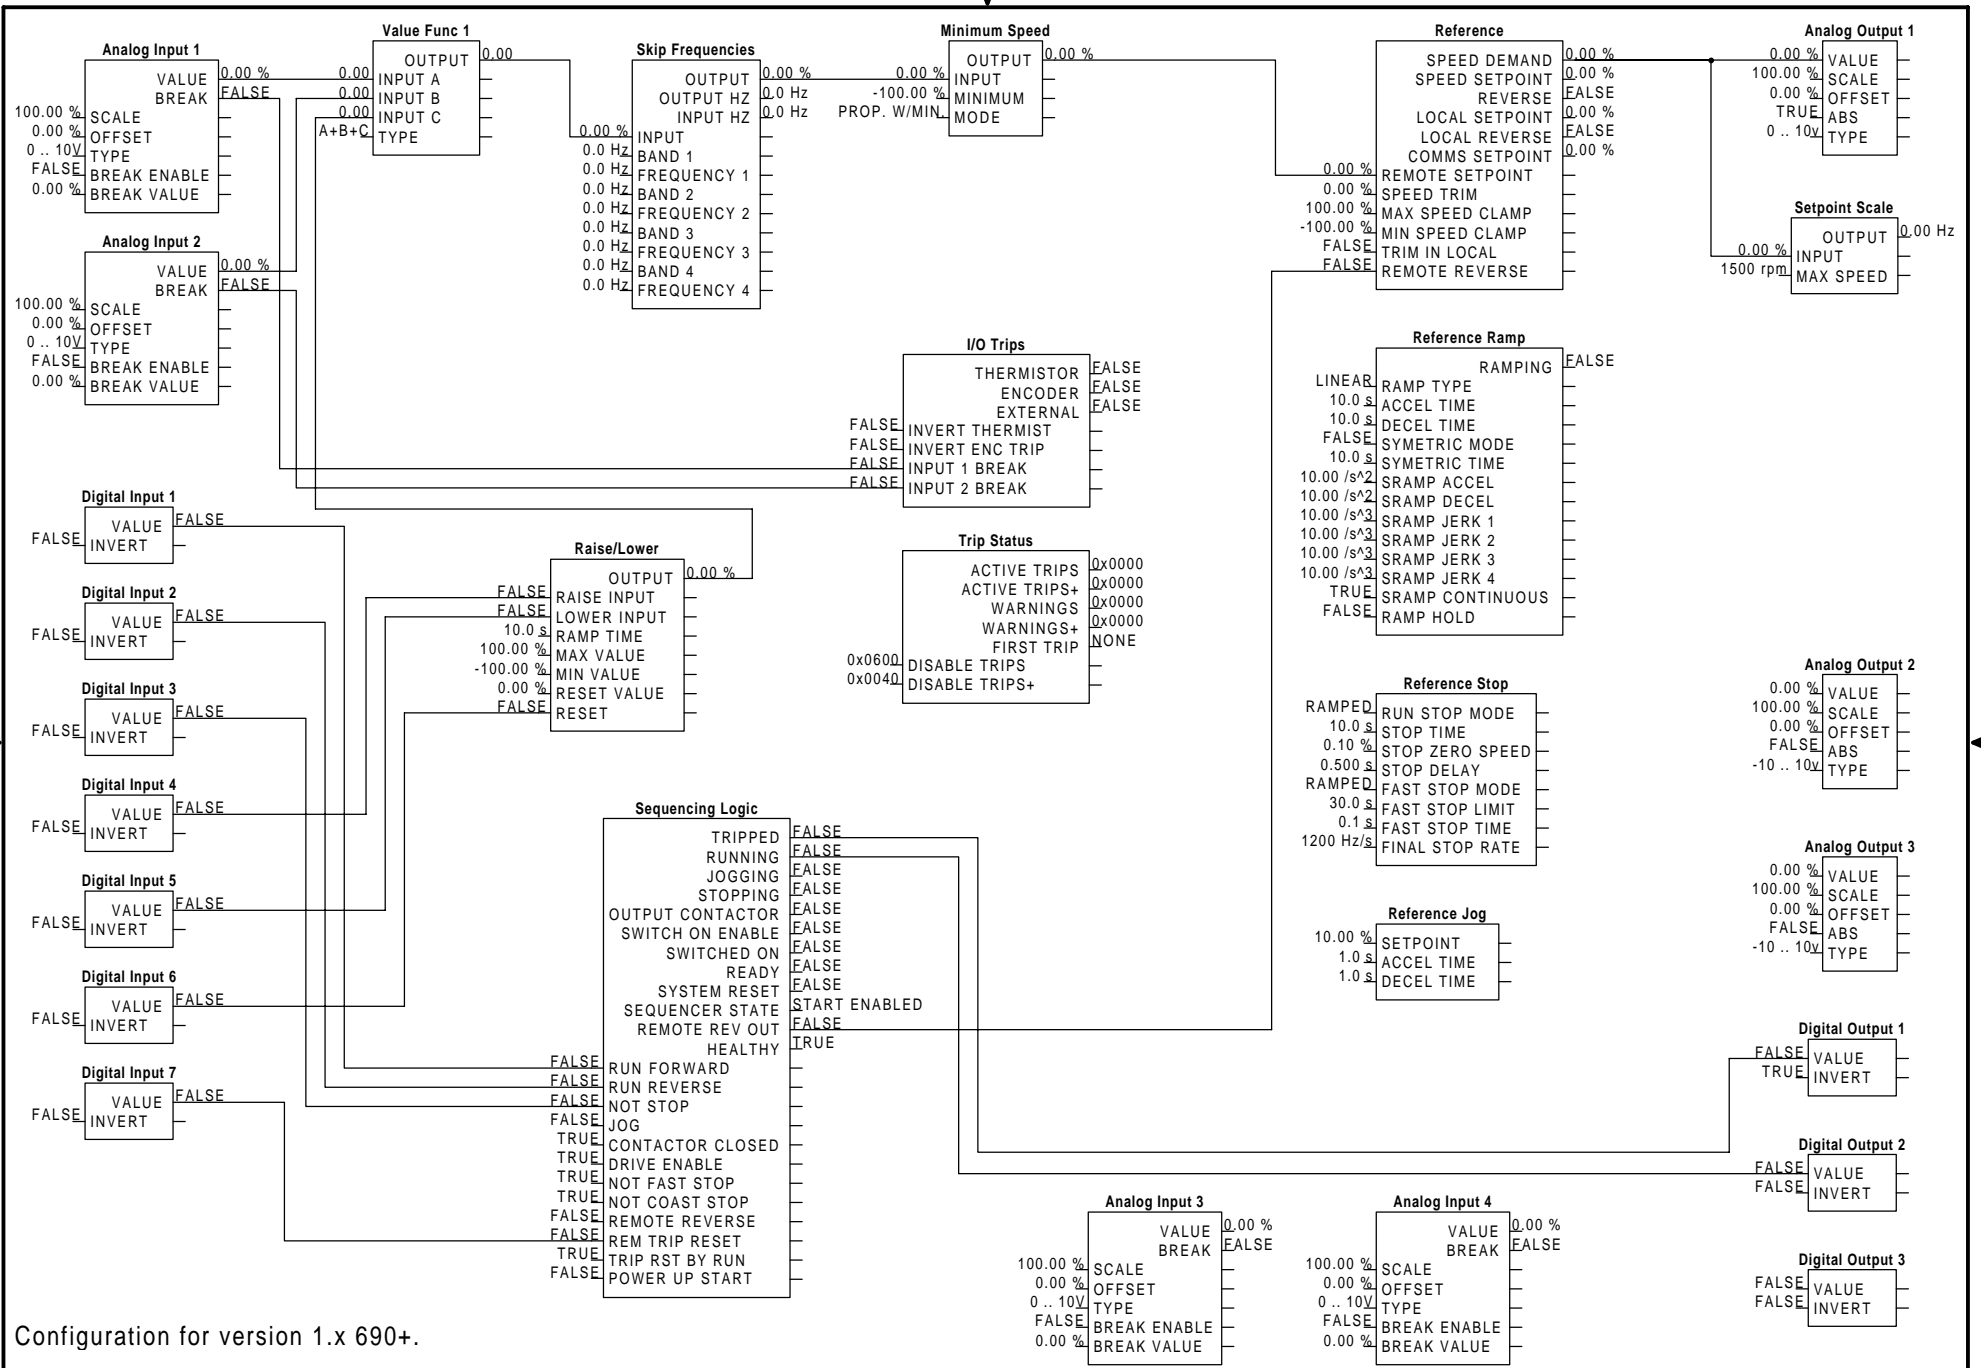 Analog Input 1
VALUE 0.00 %
BREAK FALSE
100.00 % SCALE
0.00 % OFFSET
0 .. 10V TYPE
FALSE BREAK ENABLE
0.00 % BREAK VALUE
Analog Input 2
VALUE 0.00 %
BREAK FALSE
100.00 % SCALE
0.00 % OFFSET
0 .. 10V TYPE
FALSE BREAK ENABLE
0.00 % BREAK VALUE
Value Func 1
OUTPUT 0.00
0.00 INPUT A
0.00 INPUT B
0.00 INPUT C
A+B+C TYPE
Skip Frequencies
OUTPUT 0.00 %
OUTPUT HZ 0.0 Hz
INPUT HZ 0.0 Hz
0.00 % INPUT
0.0 Hz BAND 1
0.0 Hz FREQUENCY 1
0.0 Hz BAND 2
0.0 Hz FREQUENCY 2
0.0 Hz BAND 3
0.0 Hz FREQUENCY 3
0.0 Hz BAND 4
0.0 Hz FREQUENCY 4
Minimum Speed
OUTPUT 0.00 %
0.00 % INPUT
-100.00 % MINIMUM
PROP. W/MIN. MODE
Reference
SPEED DEMAND 0.00 %
SPEED SETPOINT 0.00 %
REVERSE FALSE
LOCAL SETPOINT 0.00 %
LOCAL REVERSE FALSE
COMMS SETPOINT 0.00 %
0.00 % REMOTE SETPOINT
0.00 % SPEED TRIM
100.00 % MAX SPEED CLAMP
-100.00 % MIN SPEED CLAMP
FALSE TRIM IN LOCAL
FALSE REMOTE REVERSE
Analog Output 1
0.00 % VALUE
100.00 % SCALE
0.00 % OFFSET
TRUE ABS
0 .. 10v TYPE
Setpoint Scale
OUTPUT 0.00 Hz
0.00 % INPUT
1500 rpm MAX SPEED
I/O Trips
THERMISTOR FALSE
ENCODER FALSE
EXTERNAL FALSE
FALSE INVERT THERMIST
FALSE INVERT ENC TRIP
FALSE INPUT 1 BREAK
FALSE INPUT 2 BREAK
Reference Ramp
RAMPING FALSE
LINEAR RAMP TYPE
10.0 s ACCEL TIME
10.0 s DECEL TIME
FALSE SYMETRIC MODE
10.0 s SYMETRIC TIME
10.00 /s^2 SRAMP ACCEL
10.00 /s^2 SRAMP DECEL
10.00 /s^3 SRAMP JERK 1
10.00 /s^3 SRAMP JERK 2
10.00 /s^3 SRAMP JERK 3
10.00 /s^3 SRAMP JERK 4
TRUE SRAMP CONTINUOUS
FALSE RAMP HOLD
Digital Input 1
VALUE FALSE
FALSE INVERT
Digital Input 2
VALUE FALSE
FALSE INVERT
Digital Input 3
VALUE FALSE
FALSE INVERT
Digital Input 4
VALUE FALSE
FALSE INVERT
Digital Input 5
VALUE FALSE
FALSE INVERT
Digital Input 6
VALUE FALSE
FALSE INVERT
Digital Input 7
VALUE FALSE
FALSE INVERT
Raise/Lower
OUTPUT 0.00 %
FALSE RAISE INPUT
FALSE LOWER INPUT
10.0 s RAMP TIME
100.00 % MAX VALUE
-100.00 % MIN VALUE
0.00 % RESET VALUE
FALSE RESET
Trip Status
ACTIVE TRIPS 0x0000
ACTIVE TRIPS+ 0x0000
WARNINGS 0x0000
WARNINGS+ 0x0000
FIRST TRIP NONE
0x0600 DISABLE TRIPS
0x0040 DISABLE TRIPS+
Reference Stop
RAMPED RUN STOP MODE
10.0 s STOP TIME
0.10 % STOP ZERO SPEED
0.500 s STOP DELAY
RAMPED FAST STOP MODE
30.0 s FAST STOP LIMIT
0.1 s FAST STOP TIME
1200 Hz/s FINAL STOP RATE
Analog Output 2
0.00 % VALUE
100.00 % SCALE
0.00 % OFFSET
FALSE ABS
-10 .. 10v TYPE
Analog Output 3
0.00 % VALUE
100.00 % SCALE
0.00 % OFFSET
FALSE ABS
-10 .. 10v TYPE
Sequencing Logic
TRIPPED FALSE
RUNNING FALSE
JOGGING FALSE
STOPPING FALSE
OUTPUT CONTACTOR FALSE
SWITCH ON ENABLE FALSE
SWITCHED ON FALSE
READY FALSE
SYSTEM RESET FALSE
SEQUENCER STATE START ENABLED
REMOTE REV OUT FALSE
HEALTHY TRUE
FALSE RUN FORWARD
FALSE RUN REVERSE
FALSE NOT STOP
FALSE JOG
TRUE CONTACTOR CLOSED
TRUE DRIVE ENABLE
TRUE NOT FAST STOP
TRUE NOT COAST STOP
FALSE REMOTE REVERSE
FALSE REM TRIP RESET
TRUE TRIP RST BY RUN
FALSE POWER UP START
Reference Jog
10.00 % SETPOINT
1.0 s ACCEL TIME
1.0 s DECEL TIME
Digital Output 1
FALSE VALUE
TRUE INVERT
Digital Output 2
FALSE VALUE
FALSE INVERT
Digital Output 3
FALSE VALUE
FALSE INVERT
Analog Input 3
VALUE 0.00 %
BREAK FALSE
100.00 % SCALE
0.00 % OFFSET
0 .. 10V TYPE
FALSE BREAK ENABLE
0.00 % BREAK VALUE
Analog Input 4
VALUE 0.00 %
BREAK FALSE
100.00 % SCALE
0.00 % OFFSET
0 .. 10V TYPE
FALSE BREAK ENABLE
0.00 % BREAK VALUE
Configuration for version 1.x 690+.